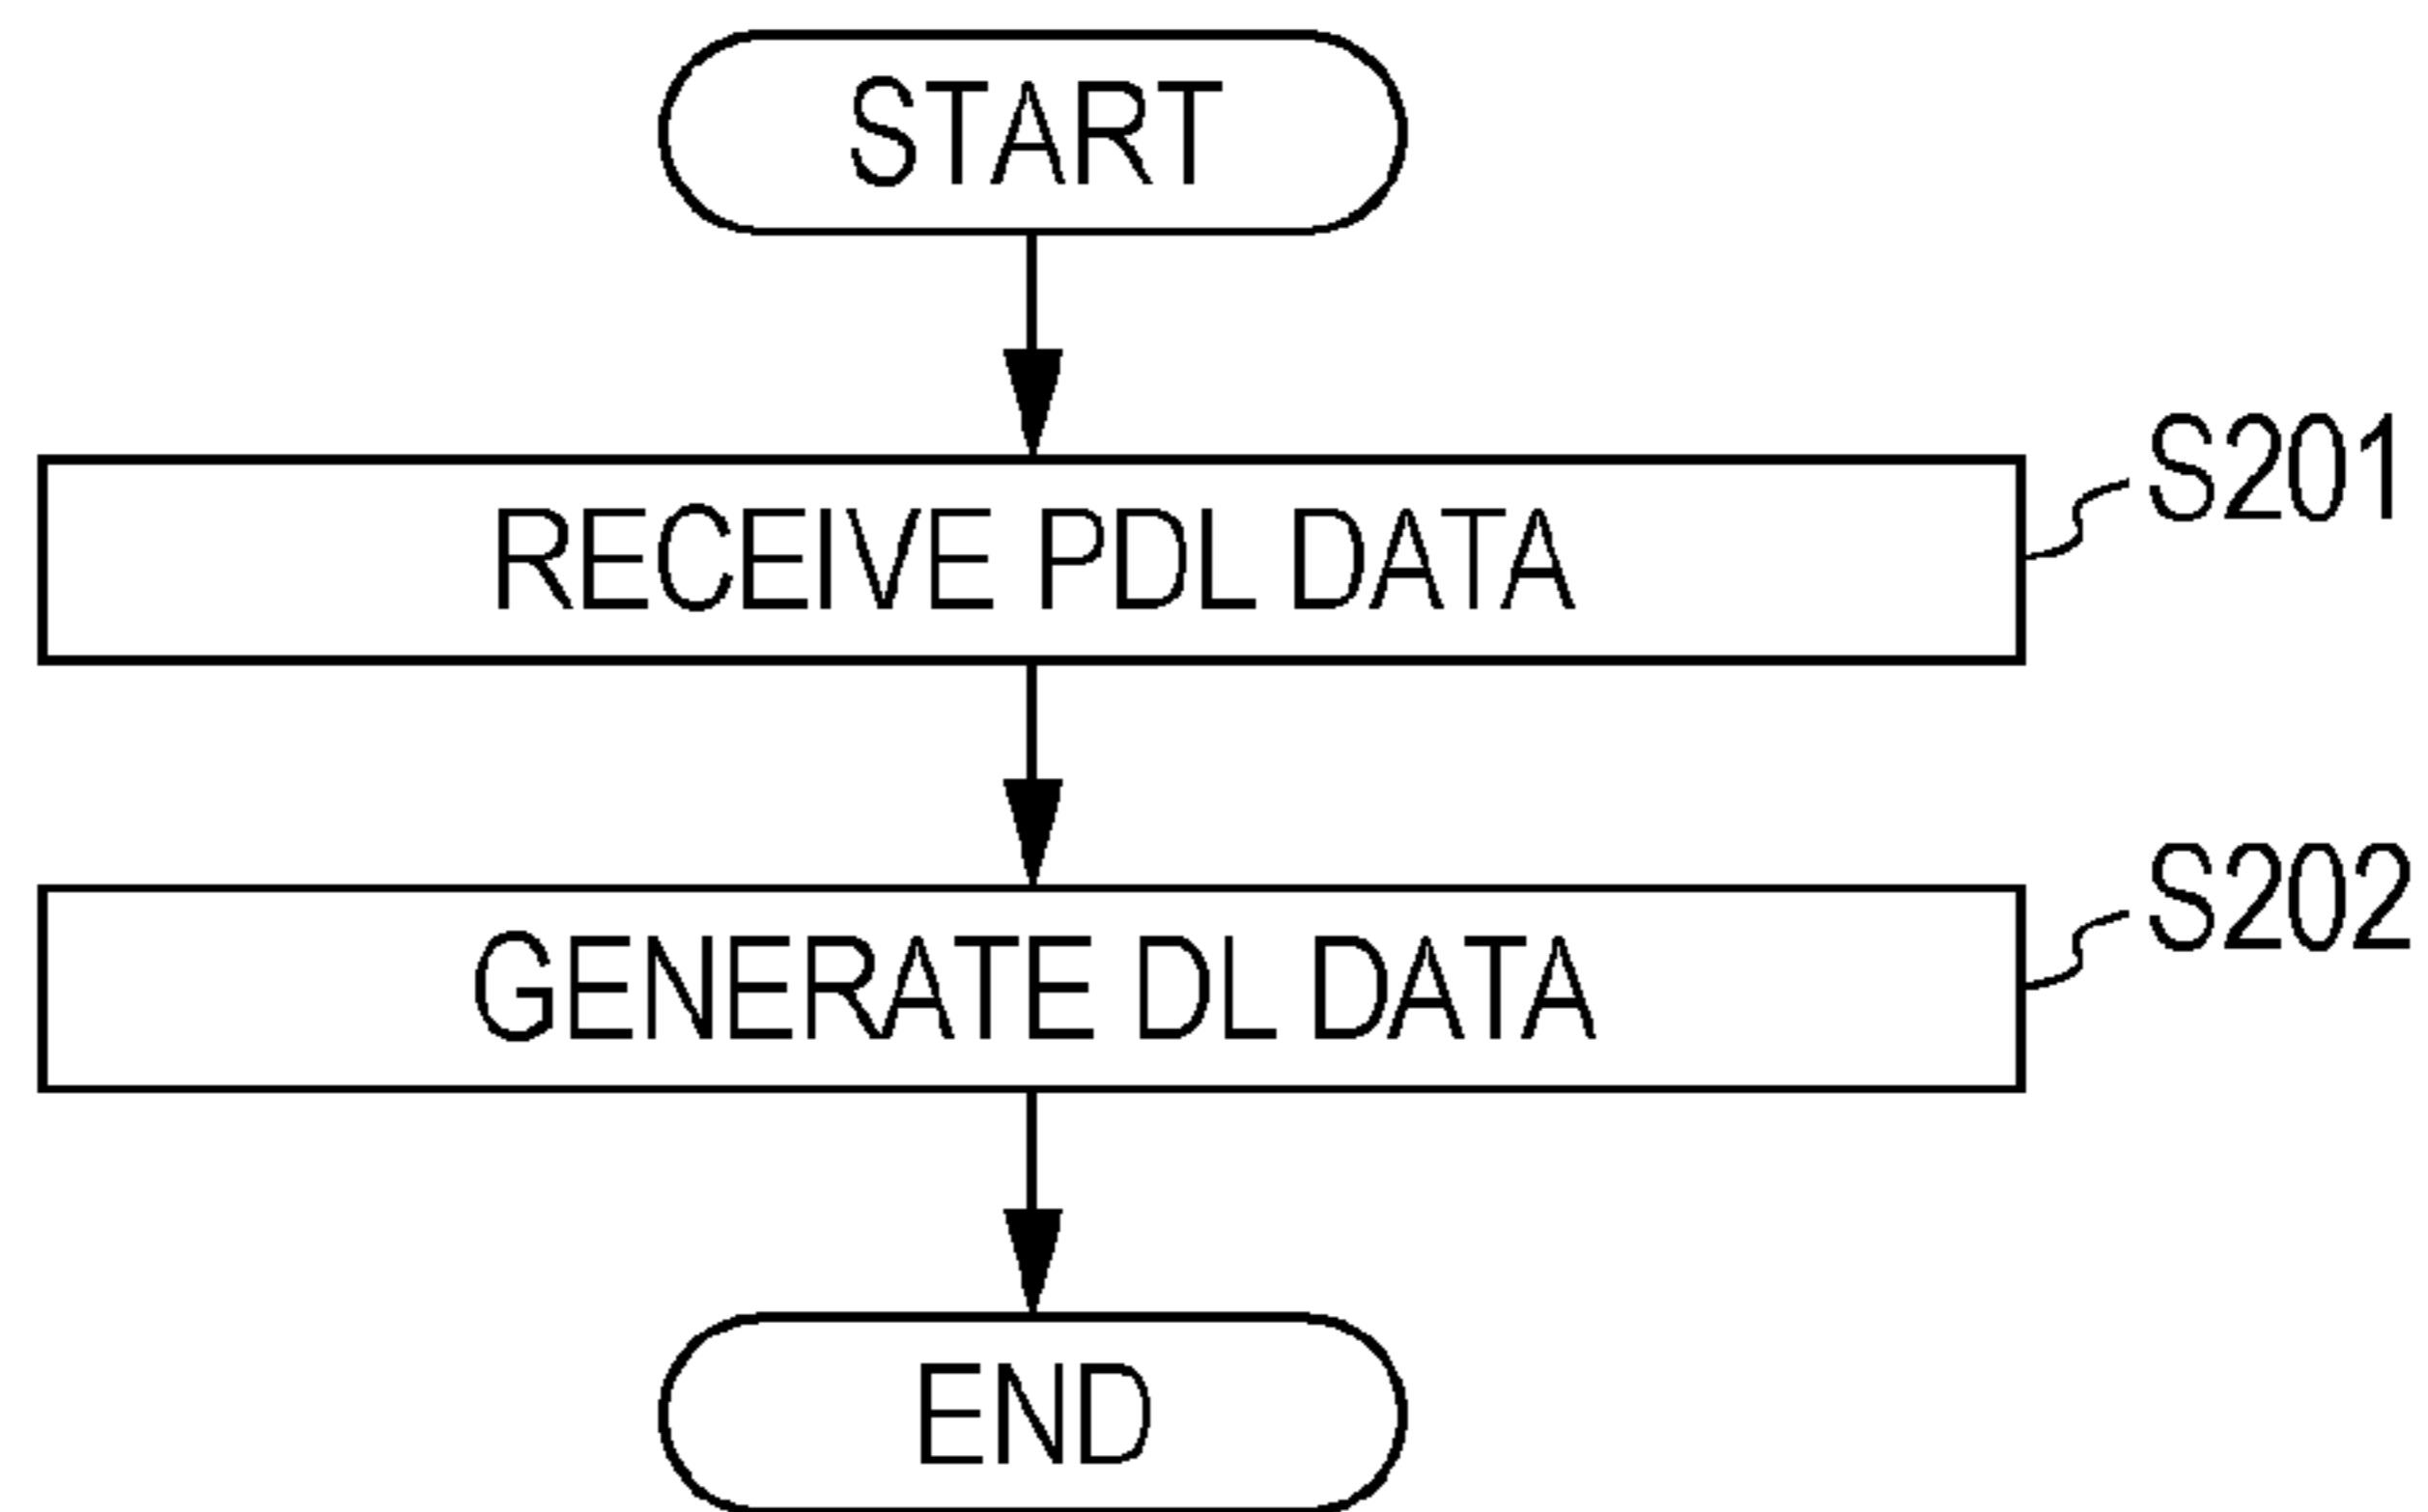 START
RECEIVE PDL DATA
S201
GENERATE DL DATA
S202
END